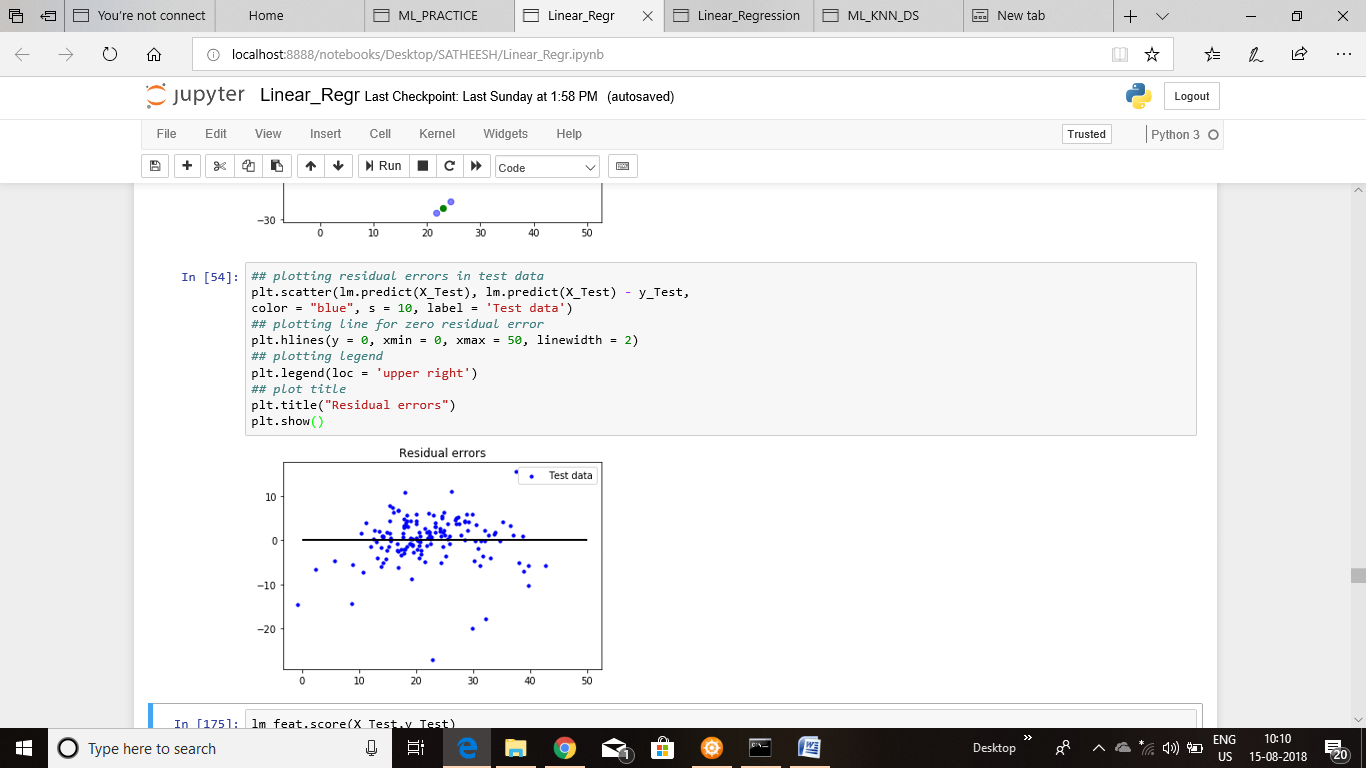 You're not connect
Home
ML_PRACTICE
Linear_Regr
Linear_Regression
ML_KNN_DS
New tab
localhost:8888/notebooks/Desktop/SATHEESH/Linear_Regr.ipynb
jupyter Linear_Regr Last Checkpoint: Last Sunday at 1:58 PM (autosaved)
Logout
File Edit View Insert Cell Kernel Widgets Help
Trusted
Python 3
Run
Code
−30
0 10 20 30 40 50
In [54]:
## plotting residual errors in test data
plt.scatter(lm.predict(X_Test), lm.predict(X_Test) - y_Test,
color = "blue", s = 10, label = 'Test data')
## plotting line for zero residual error
plt.hlines(y = 0, xmin = 0, xmax = 50, linewidth = 2)
## plotting legend
plt.legend(loc = 'upper right')
## plot title
plt.title("Residual errors")
plt.show()
Residual errors
Test data
10
0
−10
−20
0 10 20 30 40 50
In [175]: lm_feat.score(X_Test,y_Test)
Type here to search
1
Desktop
ENG
US
10:10
15-08-2018
20